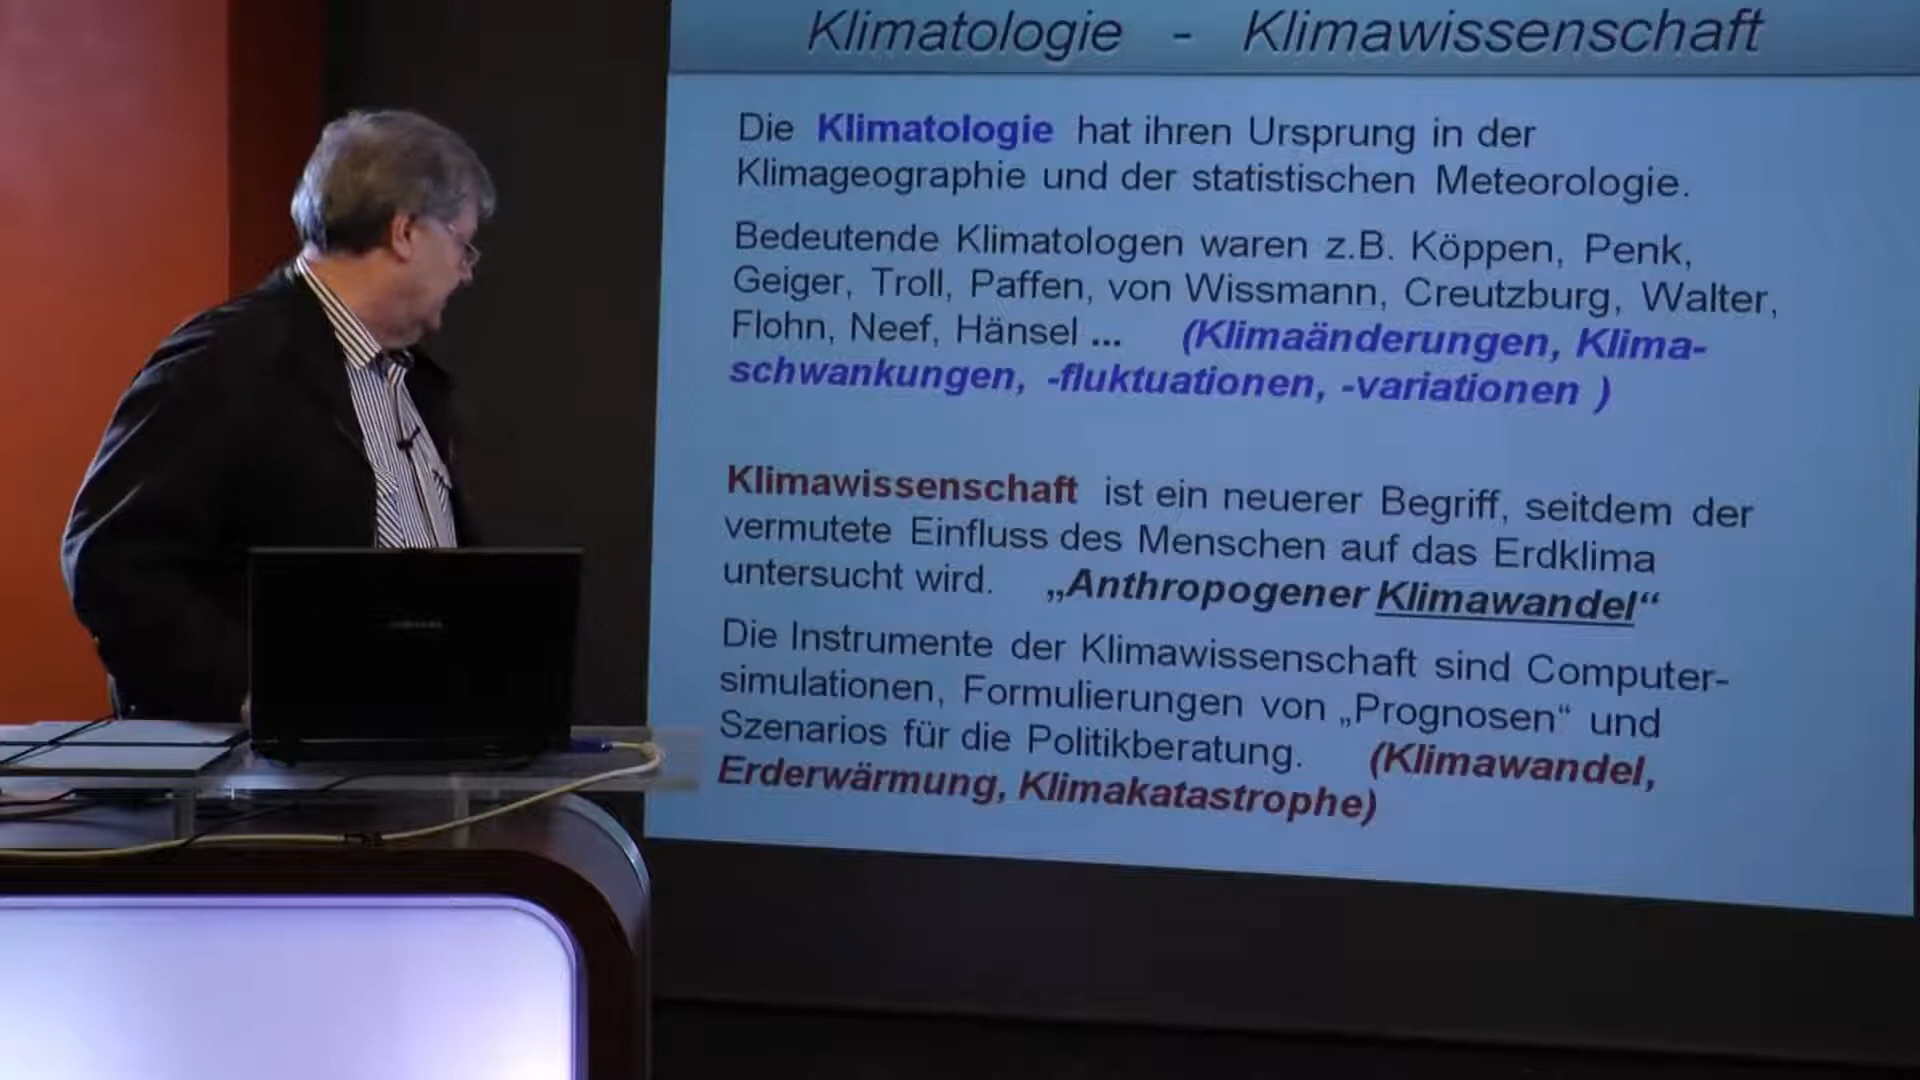 Klimatologie - Klimawissenschaft
Die Klimatologie hat ihren Ursprung in der
Klimageographie und der statistischen Meteorologie.
Bedeutende Klimatologen waren z.B. Köppen, Penk,
Geiger, Troll, Paffen, von Wissmann, Creutzburg, Walter,
Flohn, Neef, Hänsel ... (Klimaänderungen, Klima-
schwankungen, -fluktuationen, -variationen )
Klimawissenschaft ist ein neuerer Begriff, seitdem der
vermutete Einfluss des Menschen auf das Erdklima
untersucht wird. „Anthropogener Klimawandel“
Die Instrumente der Klimawissenschaft sind Computer-
simulationen, Formulierungen von „Prognosen“ und
Szenarios für die Politikberatung. (Klimawandel,
Erderwärmung, Klimakatastrophe)